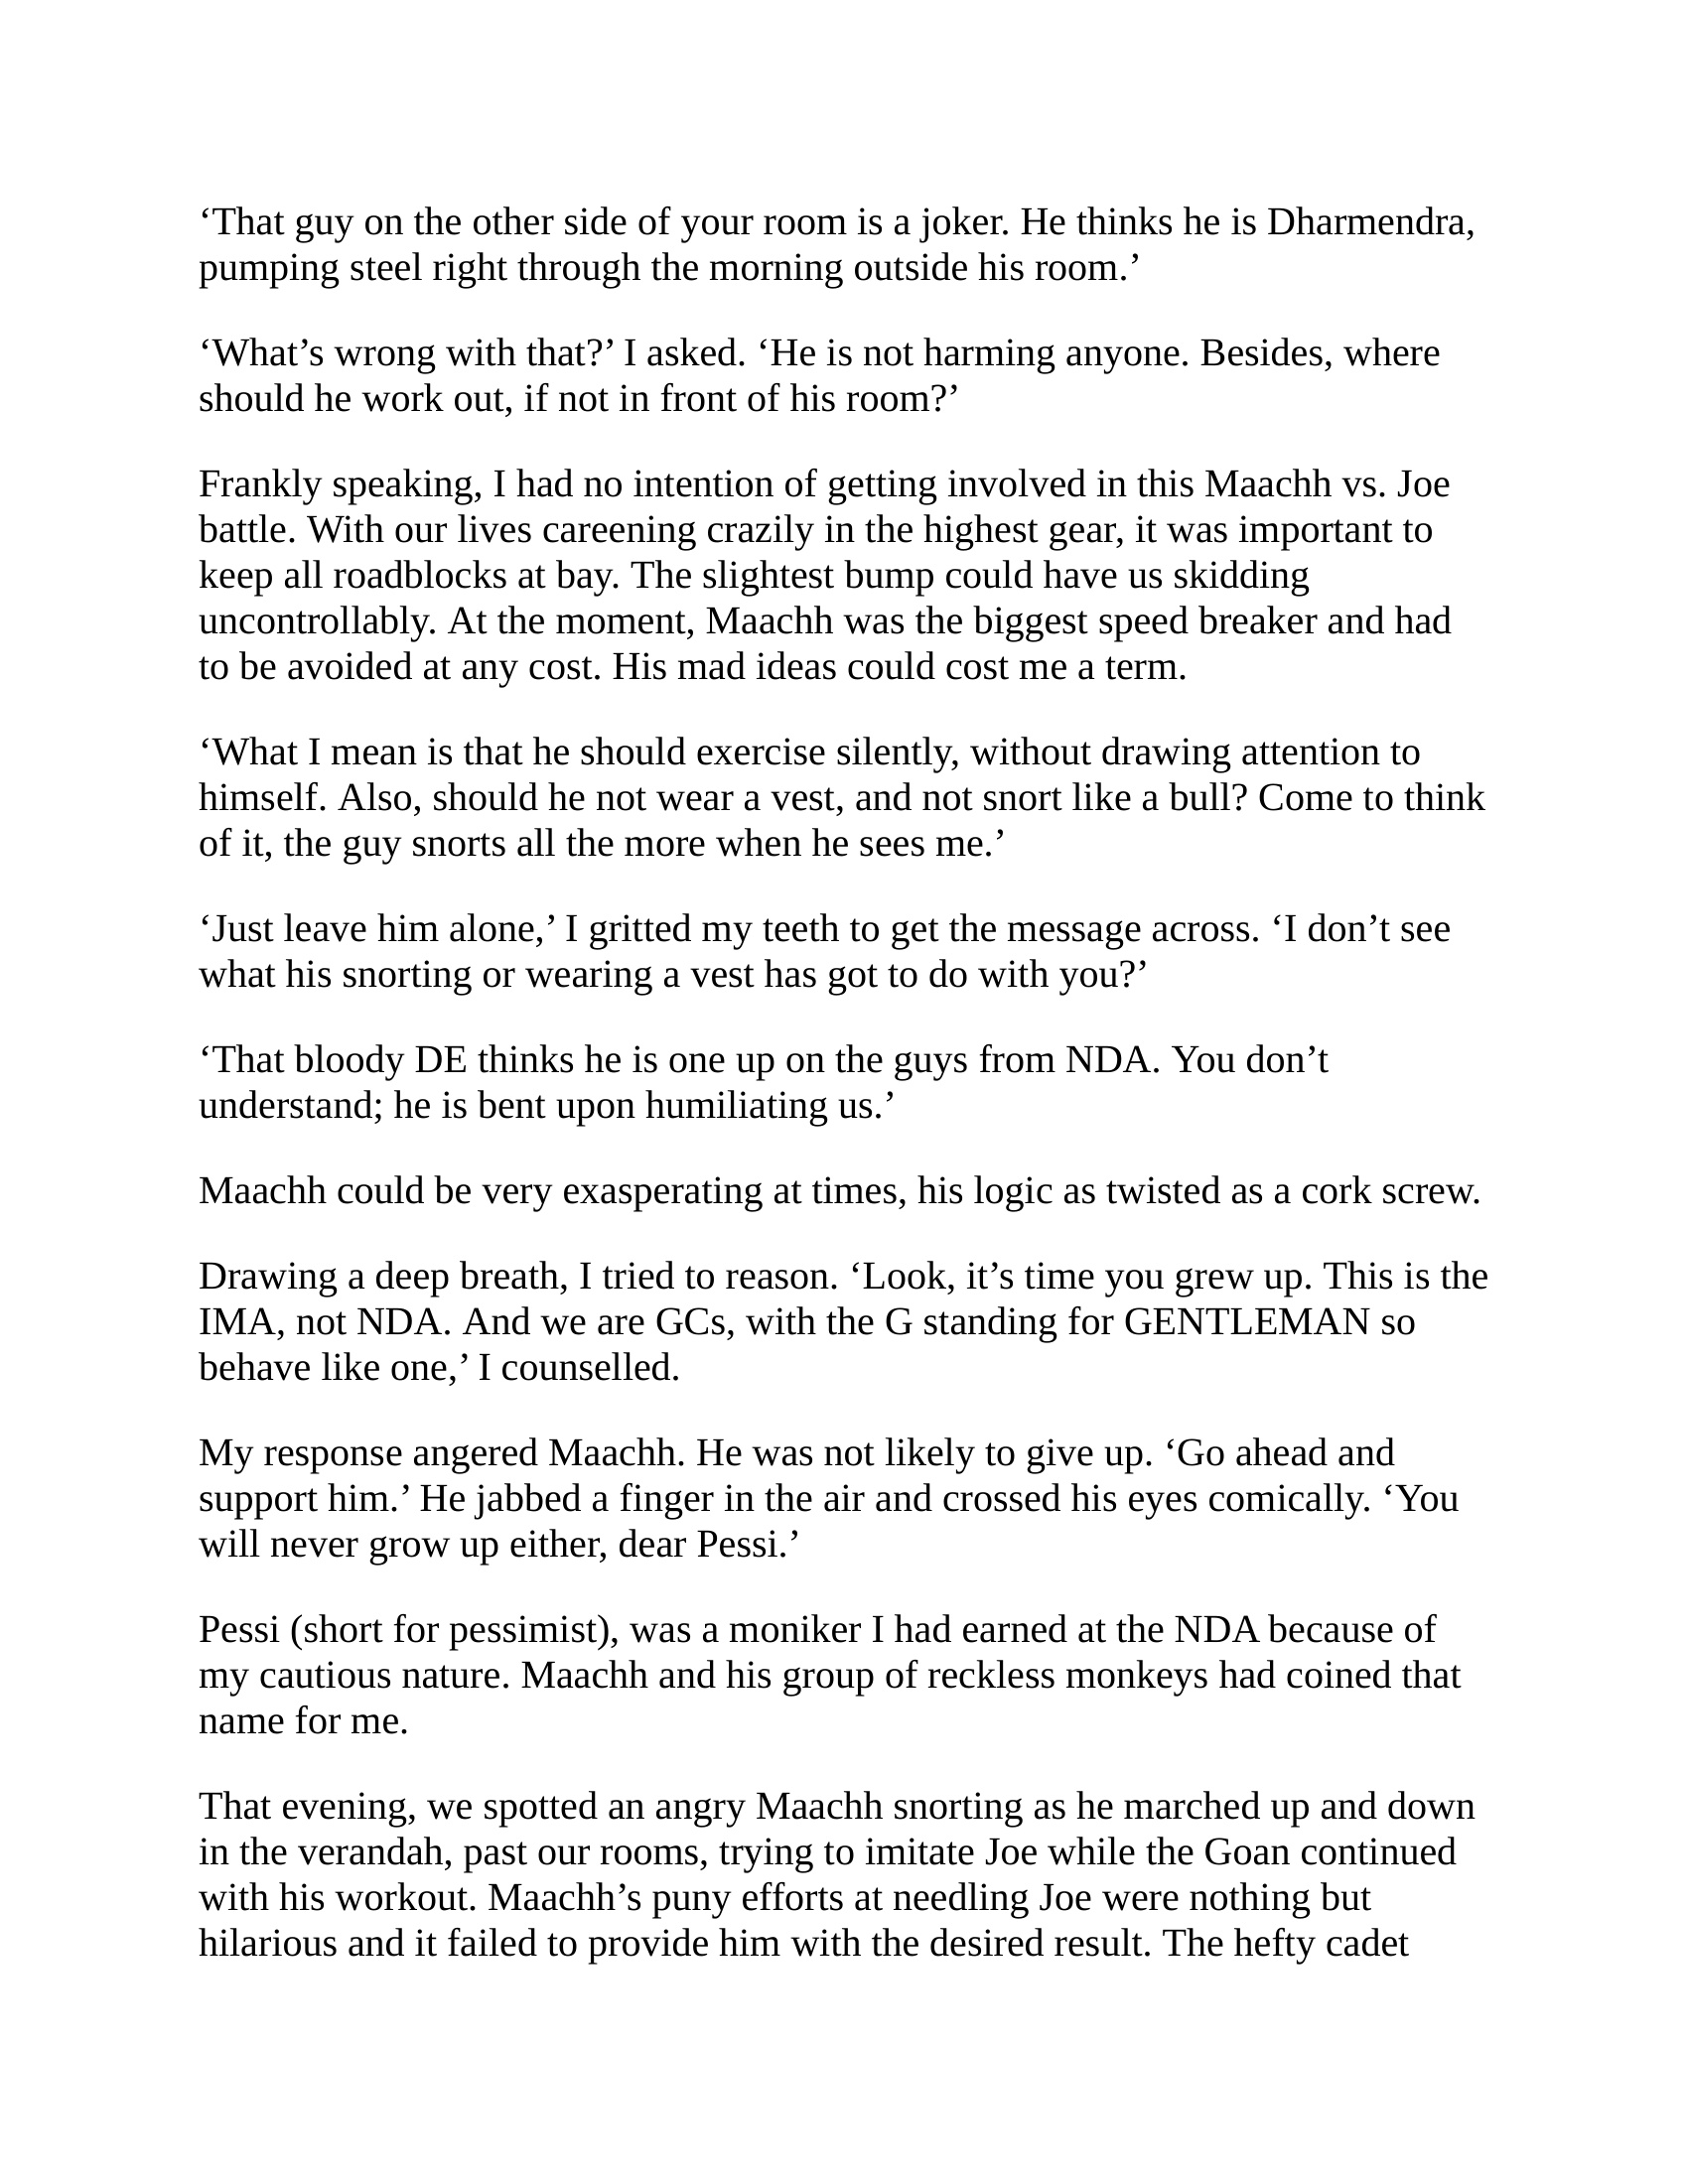 ‘That guy on the other side of your room is a joker. He thinks he is Dharmendra,
pumping steel right through the morning outside his room.’
‘What’s wrong with that?’ I asked. ‘He is not harming anyone. Besides, where
should he work out, if not in front of his room?’
Frankly speaking, I had no intention of getting involved in this Maachh vs. Joe
battle. With our lives careening crazily in the highest gear, it was important to
keep all roadblocks at bay. The slightest bump could have us skidding
uncontrollably. At the moment, Maachh was the biggest speed breaker and had
to be avoided at any cost. His mad ideas could cost me a term.
‘What I mean is that he should exercise silently, without drawing attention to
himself. Also, should he not wear a vest, and not snort like a bull? Come to think
of it, the guy snorts all the more when he sees me.’
‘Just leave him alone,’ I gritted my teeth to get the message across. ‘I don’t see
what his snorting or wearing a vest has got to do with you?’
‘That bloody DE thinks he is one up on the guys from NDA. You don’t
understand; he is bent upon humiliating us.’
Maachh could be very exasperating at times, his logic as twisted as a cork screw.
Drawing a deep breath, I tried to reason. ‘Look, it’s time you grew up. This is the
IMA, not NDA. And we are GCs, with the G standing for GENTLEMAN so
behave like one,’ I counselled.
My response angered Maachh. He was not likely to give up. ‘Go ahead and
support him.’ He jabbed a finger in the air and crossed his eyes comically. ‘You
will never grow up either, dear Pessi.’
Pessi (short for pessimist), was a moniker I had earned at the NDA because of
my cautious nature. Maachh and his group of reckless monkeys had coined that
name for me.
That evening, we spotted an angry Maachh snorting as he marched up and down
in the verandah, past our rooms, trying to imitate Joe while the Goan continued
with his workout. Maachh’s puny efforts at needling Joe were nothing but
hilarious and it failed to provide him with the desired result. The hefty cadet